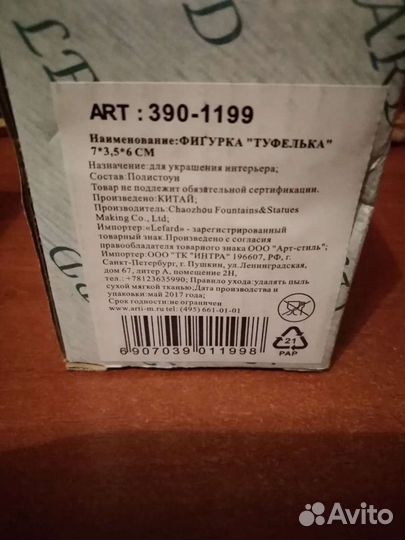 LEFARD
ART : 390-1199
Наименование:ФИГУРКА "ТУФЕЛЬКА"
7*3,5*6 СМ
Назначение:для украшения интерьера;
Состав:Полистоун
Товар не подлежит обязательной сертификации.
Произведено:КИТАЙ;
Производитель:Chaozhou Fountains&Statues
Making Co., Ltd;
Импортер:«Lefard» - зарегистрированный
товарный знак.Произведено с согласия
правообладателя товарного знака ООО "Арт-стиль";
Импортер:ООО "ТК "ИНТРА" 196607, РФ, г.
Санкт-Петербург, г. Пушкин, ул.Ленинградская,
дом 67, литер А, помещение 2Н,
тел.:+78123635990; Правило ухода:удалять пыль
сухой мягкой тканью;Дата производства и
упаковки:май 2017 года;
Срок годности:не ограничен
www.arti-m.ru тел: (495) 661-01-01
6 907039 011998
21
PAP
Avito